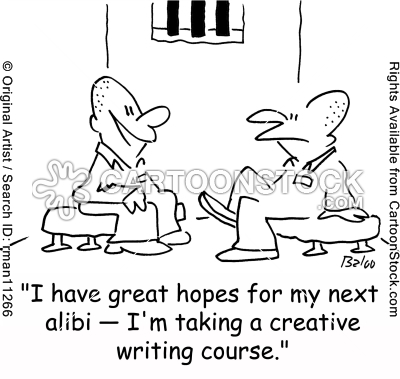 © Original Artist / Search ID: rman11266
Rights Available from CartoonStock.com
CARTOONSTOCK
.COM
"I have great hopes for my next
alibi — I'm taking a creative
writing course."